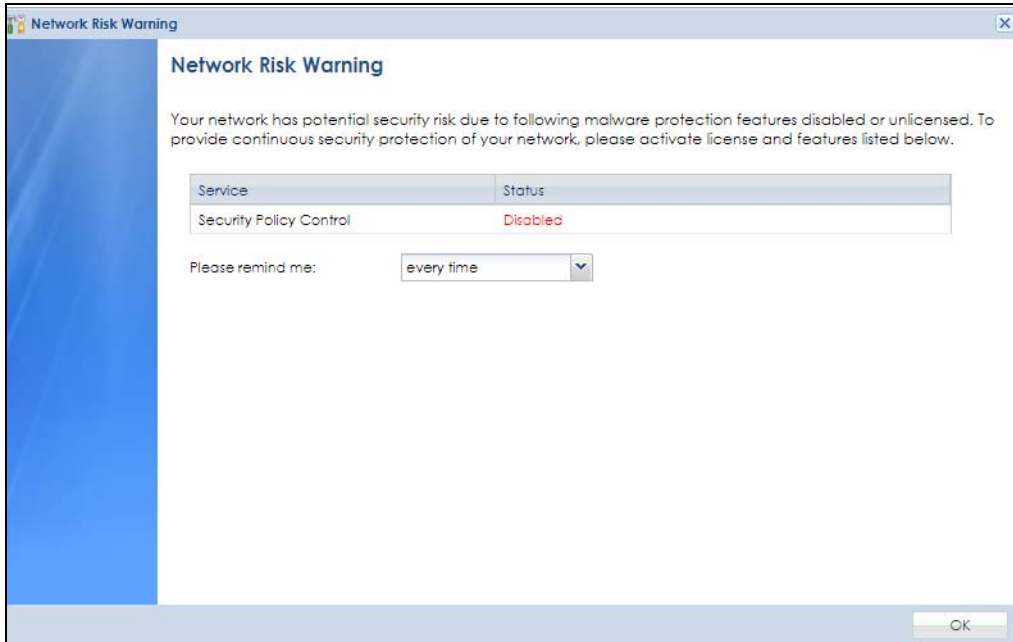 Network Risk Warning
Network Risk Warning
Your network has potential security risk due to following malware protection features disabled or unlicensed. To
provide continuous security protection of your network, please activate license and features listed below.
Service Status
Security Policy Control Disabled
Please remind me: every time
OK